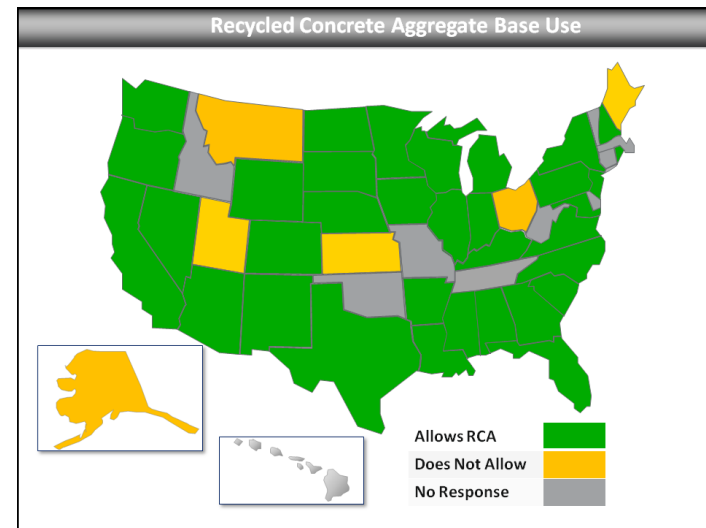 Recycled Concrete Aggregate Base Use
Allows RCA
Does Not Allow
No Response